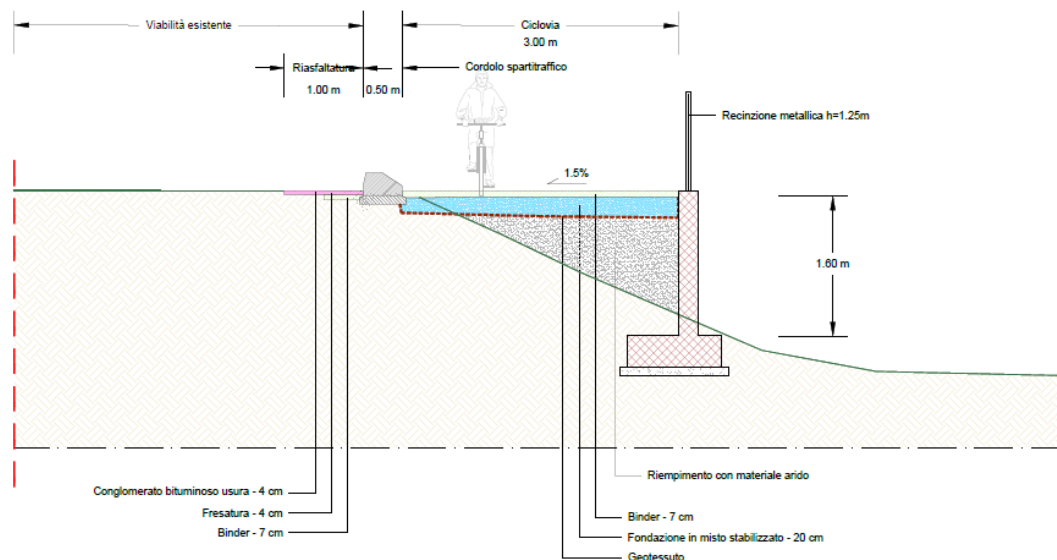 Viabilità esistente
Ciclovia
3.00 m
Riasfaltatura
1.00 m
0.50 m
Cordolo spartitraffico
Recinzione metallica h=1.25m
1.5%
1.60 m
Riempimento con materiale arido
Conglomerato bituminoso usura - 4 cm
Fresatura - 4 cm
Binder - 7 cm
Binder - 7 cm
Fondazione in misto stabilizzato - 20 cm
Geotessuto